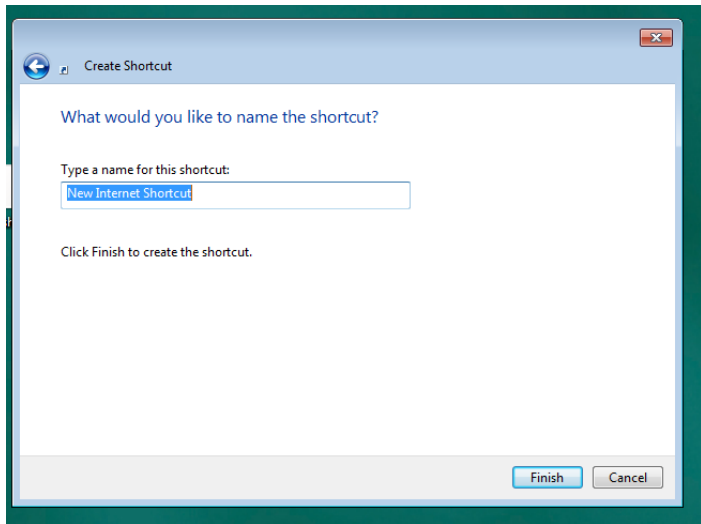 Create Shortcut
What would you like to name the shortcut?
Type a name for this shortcut:
New Internet Shortcut
Click Finish to create the shortcut.
Finish Cancel